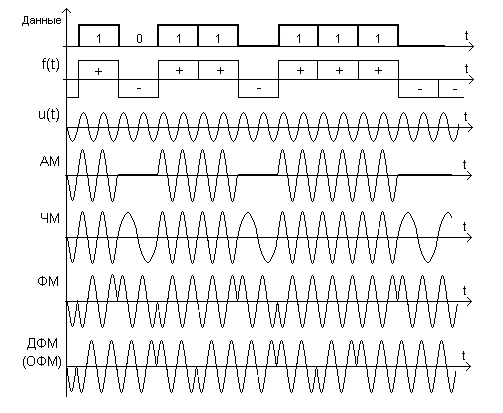 Данные
1 0 1 1 1 1 1 t
f(t) + - + + - + + + - - t
u(t) t
АМ t
ЧМ t
ФМ t
ДФМ t
(ОФМ)